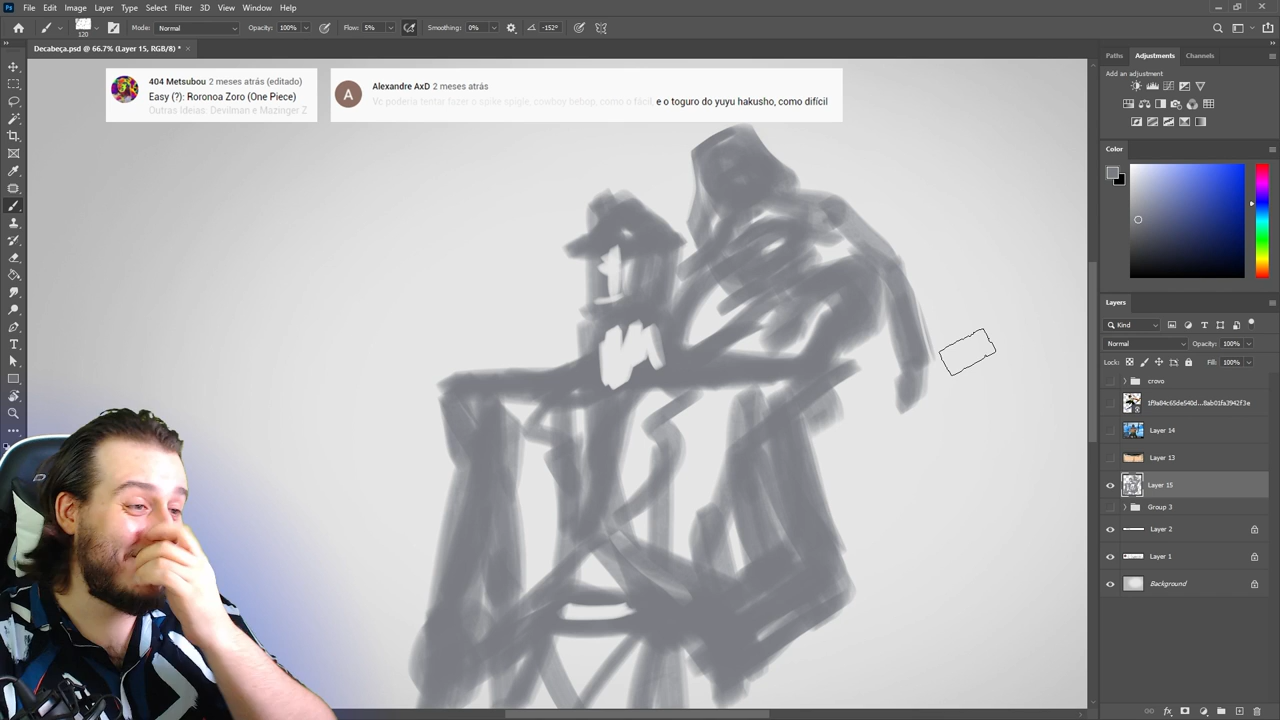 File Edit Image Layer Type Select Filter 3D View Window Help
120 Mode: Normal Opacity: 100% Flow: 5% Smoothing: 0% -152°
Decabeça.psd @ 66.7% (Layer 15, RGB/8) *
404 Metsubou 2 meses atrás (editado)
Easy (?): Roronoa Zoro (One Piece)
Outras Ideias: Devilman e Mazinger Z
A
Alexandre AxD 2 meses atrás
Vc poderia tentar fazer o spike spigle, cowboy bebop, como o fácil, e o toguro do yuyu hakusho, como difícil
Paths Adjustments Channels
Add an adjustment
Color
Layers
Kind
Normal Opacity: 100%
Lock: Fill: 100%
crovo
1f9a84c65de540d...8ab01fa3942f3e
Layer 14
Layer 13
Layer 15
Group 3
Layer 2
Layer 1
Background